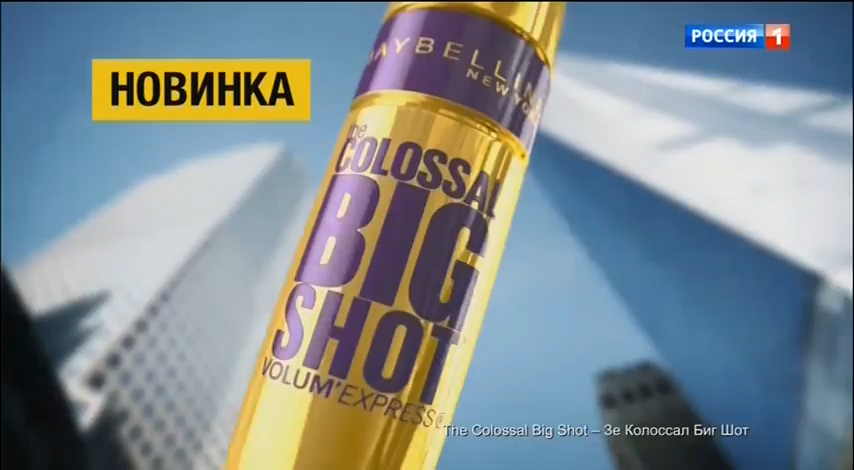 РОССИЯ 1
НОВИНКА
MAYBELLINE
NEW YORK
the
COLOSSAL
BIG
SHOT
VOLUM' EXPRESS®
The Colossal Big Shot – Зе Колоссал Биг Шот